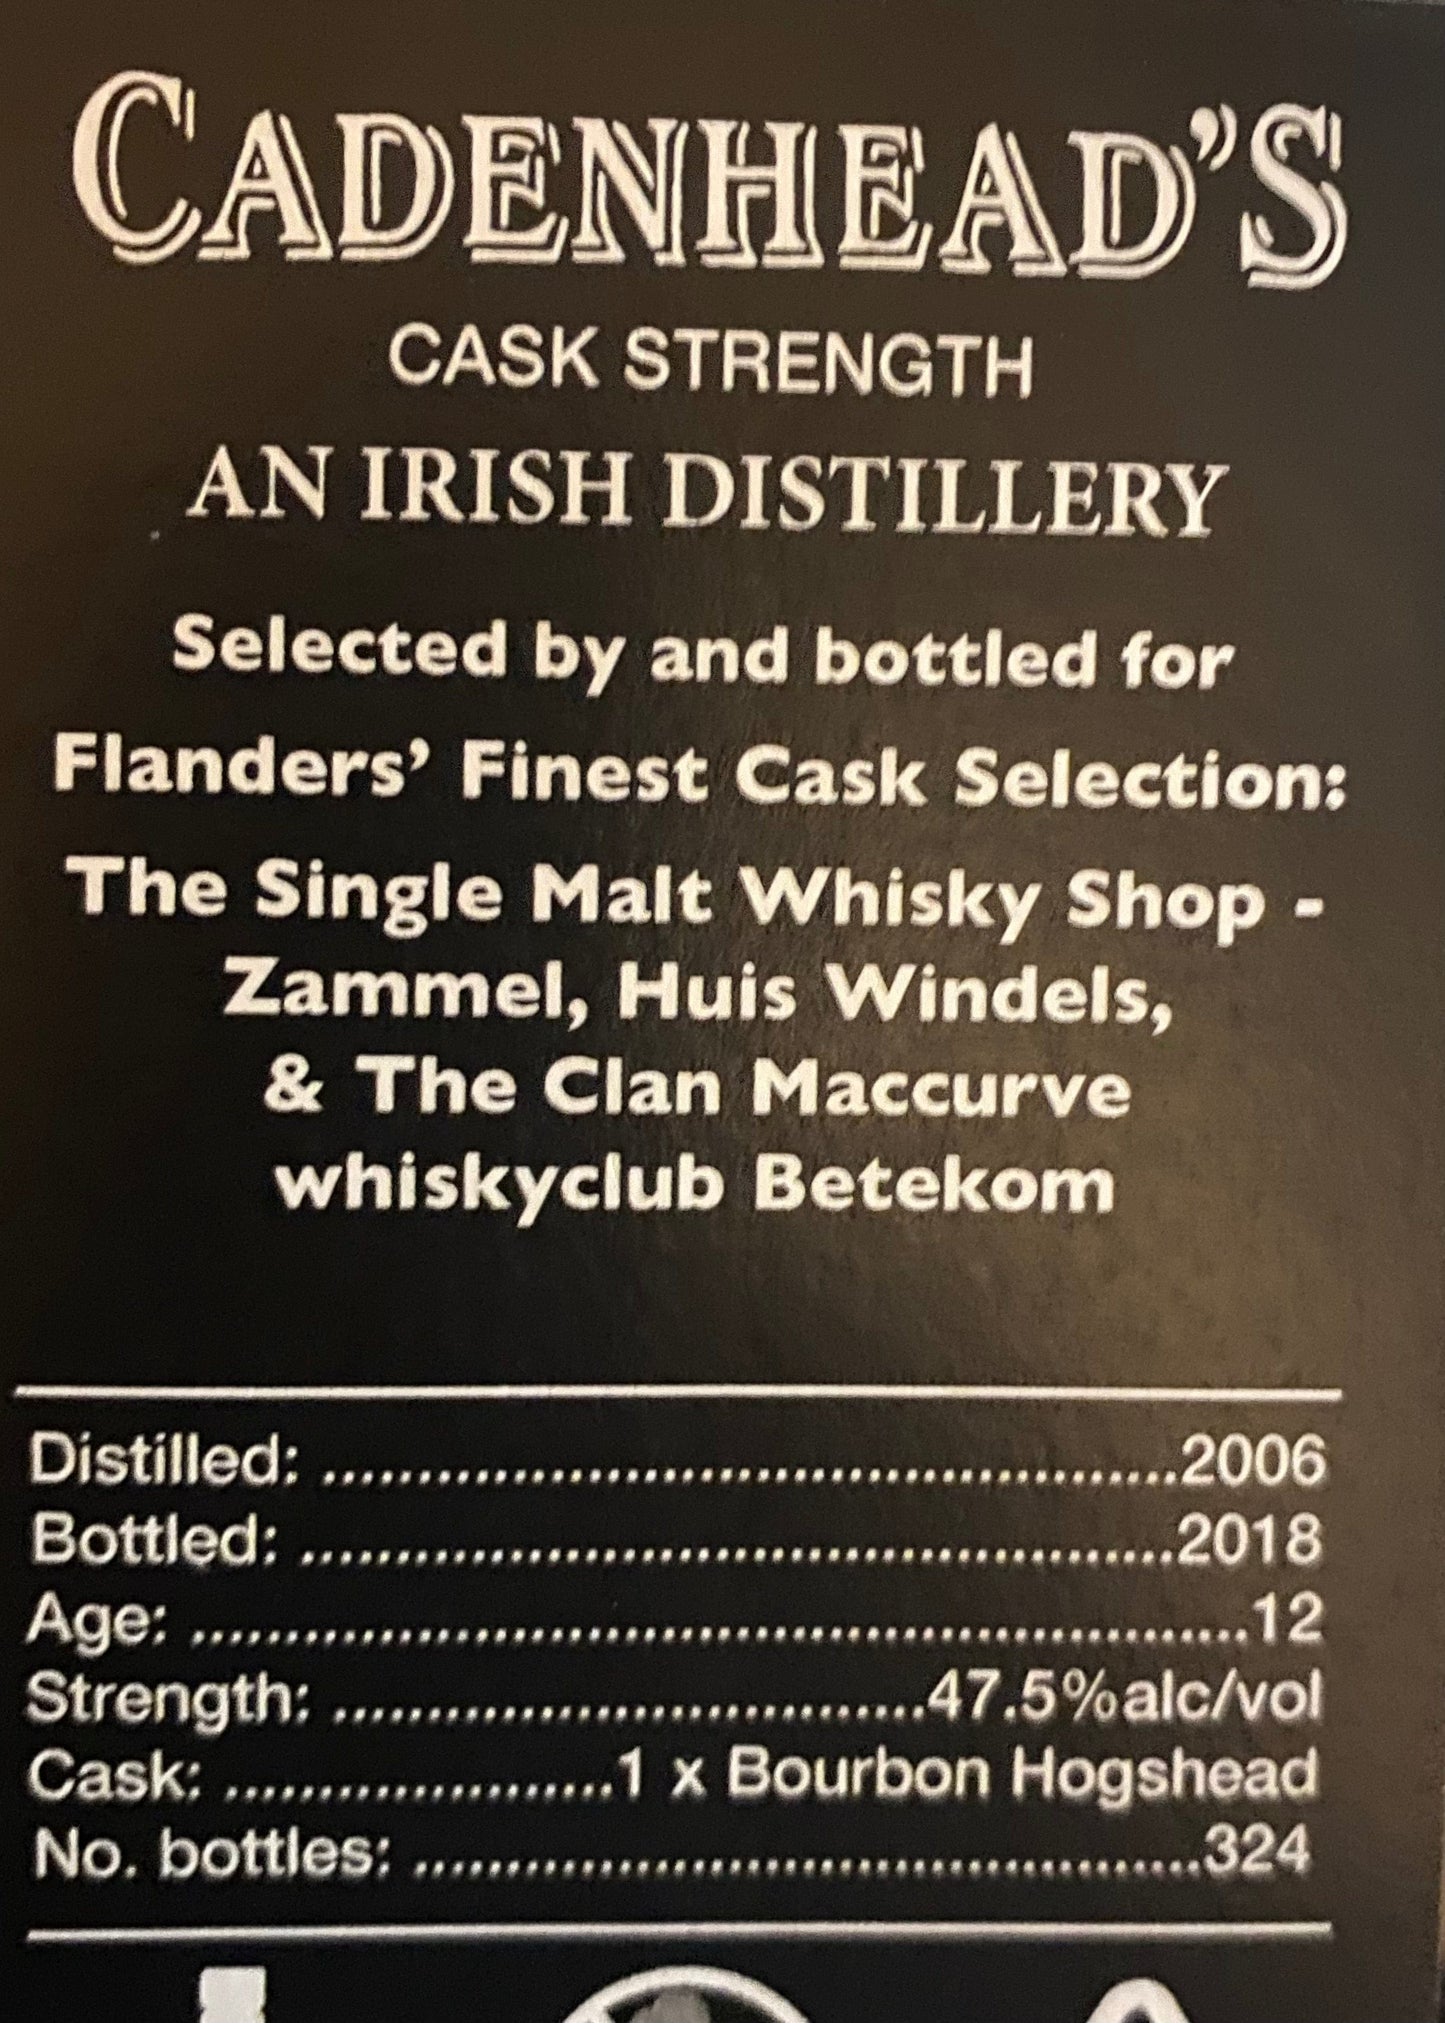 CADENHEAD'S
CASK STRENGTH
AN IRISH DISTILLERY
Selected by and bottled for
Flanders' Finest Cask Selection:
The Single Malt Whisky Shop -
Zammel, Huis Windels,
& The Clan Maccurve
whiskyclub Betekom
Distilled: ............................................2006
Bottled: .............................................2018
Age: ......................................................12
Strength: ...............................47.5%alc/vol
Cask: ....................1 x Bourbon Hogshead
No. bottles: ........................................324